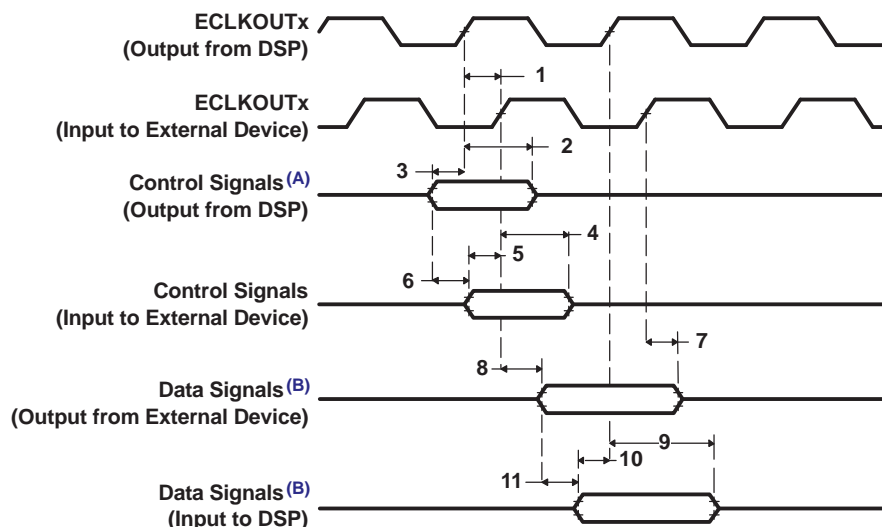 ECLKOUTx
(Output from DSP)
1
ECLKOUTx
(Input to External Device)
2
3
Control Signals (A)
(Output from DSP)
4
5
6
Control Signals
(Input to External Device)
7
8
Data Signals (B)
(Output from External Device)
9
10
11
Data Signals (B)
(Input to DSP)